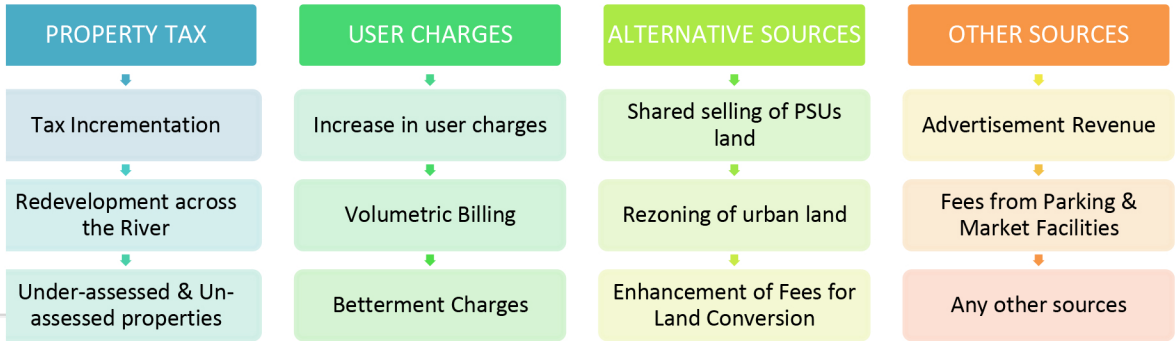 PROPERTY TAX
Tax Incrementation
Redevelopment across
the River
Under-assessed & Un-
assessed properties
USER CHARGES
Increase in user charges
Volumetric Billing
Betterment Charges
ALTERNATIVE SOURCES
Shared selling of PSUs
land
Rezoning of urban land
Enhancement of Fees for
Land Conversion
OTHER SOURCES
Advertisement Revenue
Fees from Parking &
Market Facilities
Any other sources